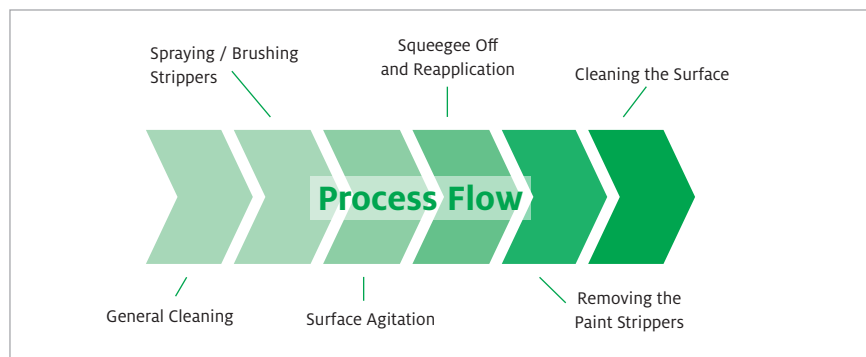 Spraying / Brushing
Strippers
Squeegee Off
and Reapplication
Cleaning the Surface
Process Flow
General Cleaning
Surface Agitation
Removing the
Paint Strippers